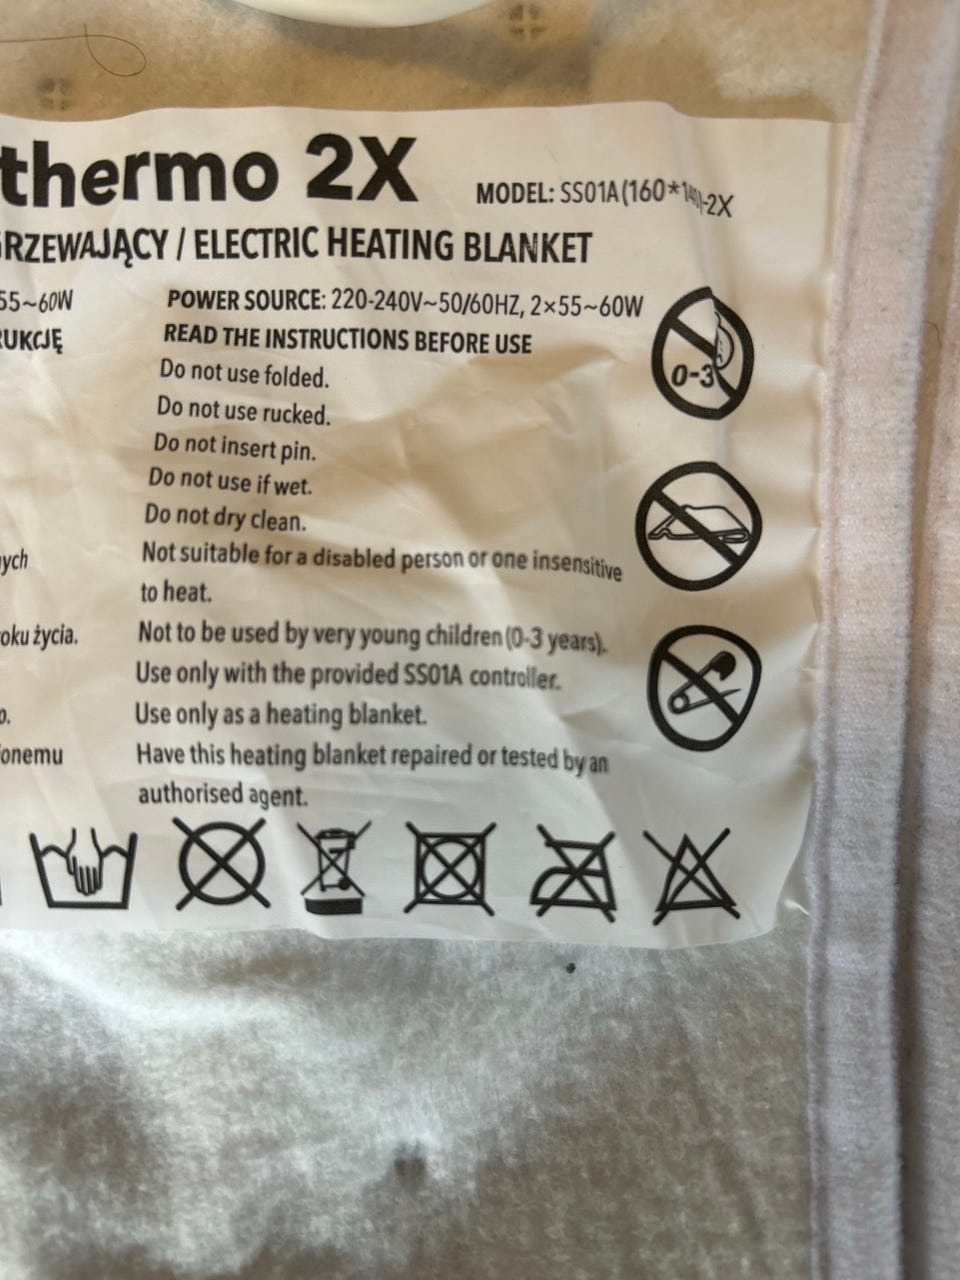 thermo 2X
MODEL: SS01A(160*140)-2X
GRZEWAJĄCY / ELECTRIC HEATING BLANKET
55~60W
UKCJĘ
ych
oku życia.
o.
onemu
POWER SOURCE: 220-240V~50/60HZ, 2×55~60W
READ THE INSTRUCTIONS BEFORE USE
Do not use folded.
Do not use rucked.
Do not insert pin.
Do not use if wet.
Do not dry clean.
Not suitable for a disabled person or one insensitive
to heat.
Not to be used by very young children (0-3 years).
Use only with the provided SS01A controller.
Use only as a heating blanket.
Have this heating blanket repaired or tested by an
authorised agent.
0-3